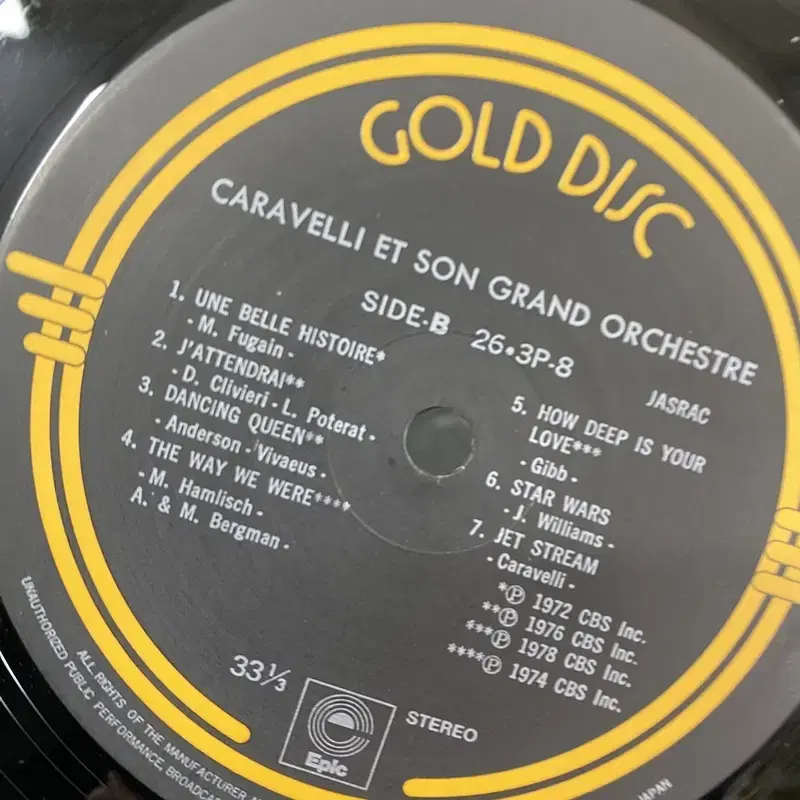 GOLD DISC
CARAVELLI ET SON GRAND ORCHESTRE
SIDE-B 26•3P-8
JASRAC
1. UNE BELLE HISTOIRE*
- M. Fugain -
2. J'ATTENDRAI**
- D. Clivieri - L. Poterat -
3. DANCING QUEEN**
- Anderson - Vivaeus -
4. THE WAY WE WERE****
- M. Hamlisch -
A. & M. Bergman -
5. HOW DEEP IS YOUR
LOVE***
- Gibb -
6. STAR WARS
- J. Williams -
7. JET STREAM
- Caravelli -
*Ⓟ 1972 CBS Inc.
**Ⓟ 1976 CBS Inc.
***Ⓟ 1978 CBS Inc.
****Ⓟ 1974 CBS Inc.
33⅓
Epic
STEREO
ALL RIGHTS OF THE MANUFACTURER
UNAUTHORIZED PUBLIC PERFORMANCE,
JAPAN